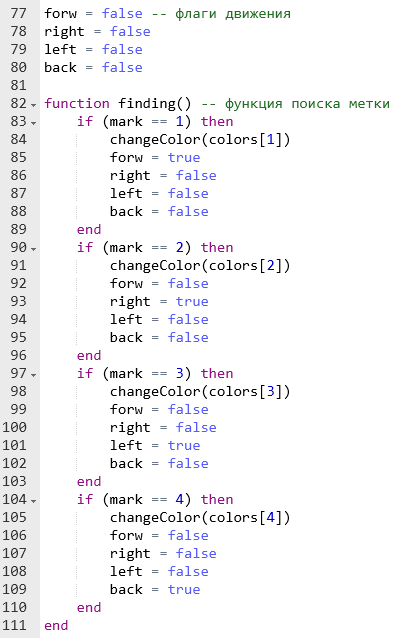 77 forw = false -- флаги движения
78 right = false
79 left = false
80 back = false
81
82 function finding() -- функция поиска метки
83     if (mark == 1) then
84         changeColor(colors[1])
85         forw = true
86         right = false
87         left = false
88         back = false
89     end
90     if (mark == 2) then
91         changeColor(colors[2])
92         forw = false
93         right = true
94         left = false
95         back = false
96     end
97     if (mark == 3) then
98         changeColor(colors[3])
99         forw = false
100         right = false
101         left = true
102         back = false
103     end
104     if (mark == 4) then
105         changeColor(colors[4])
106         forw = false
107         right = false
108         left = false
109         back = true
110     end
111 end